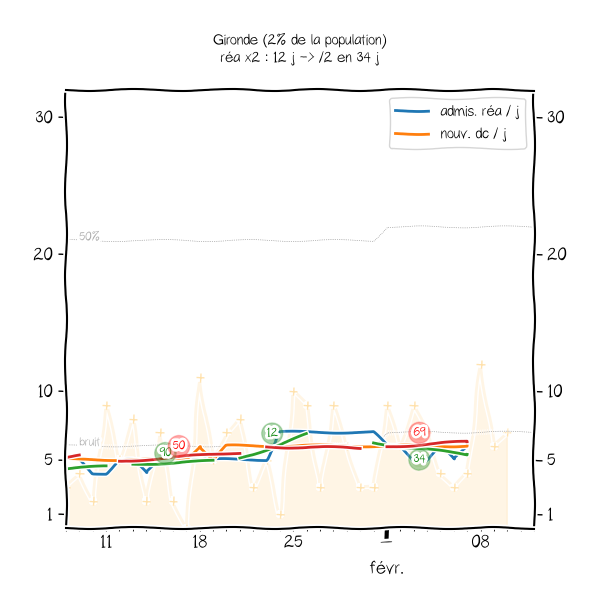 Gironde (2% de la population)
réa x2 : 12 j -> /2 en 34 j
admis. réa / j
nouv. dc / j
30 30
50%
20 20
10 10
12 69
bruit 90 50
5 34 5
1 1
11 18 25 1 08
févr.